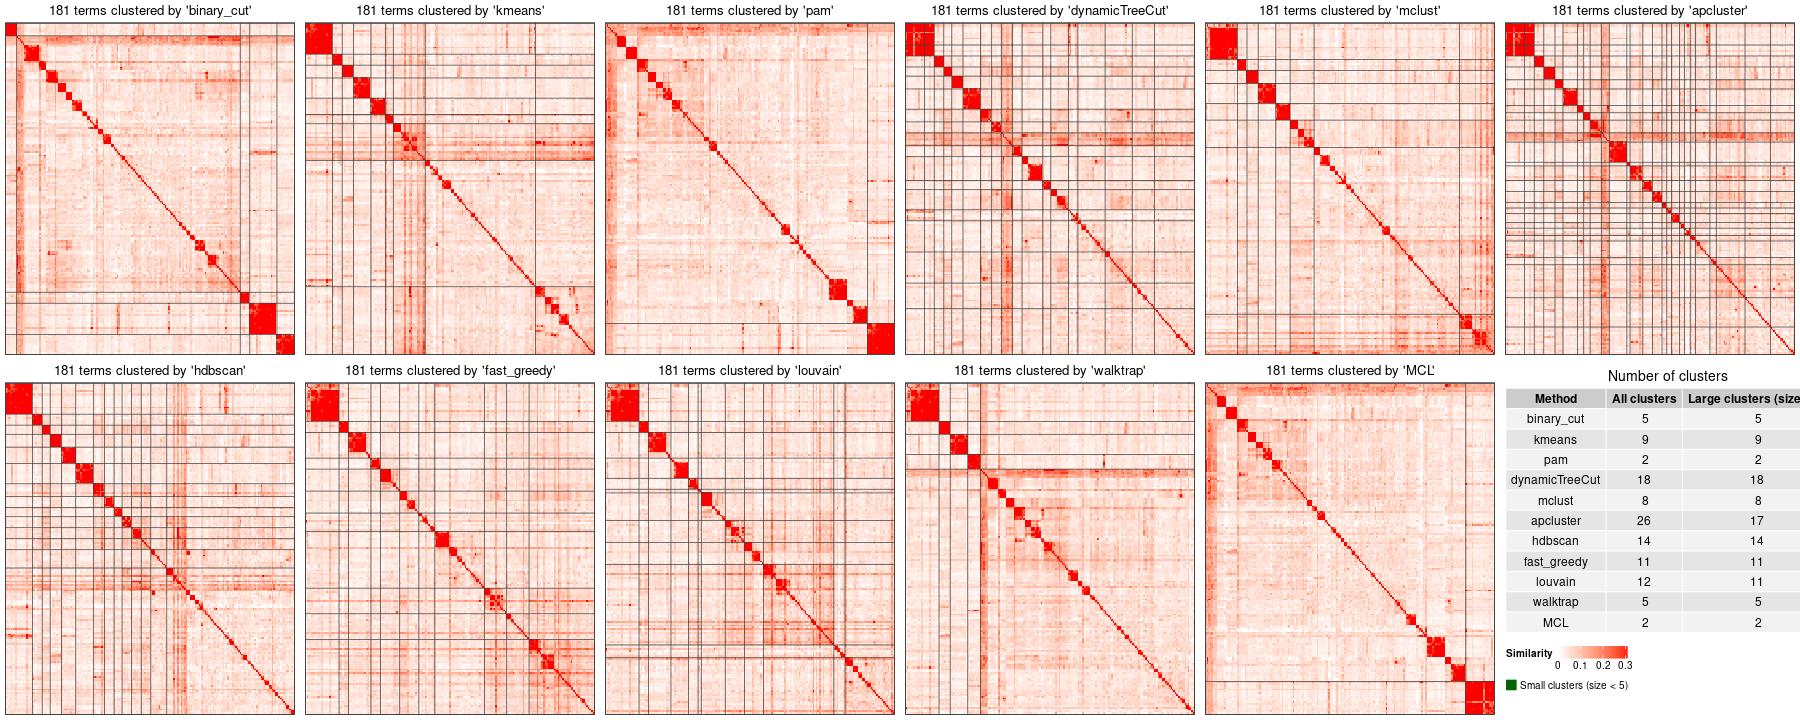 181 terms clustered by 'binary_cut'
181 terms clustered by 'kmeans'
181 terms clustered by 'pam'
181 terms clustered by 'dynamicTreeCut'
181 terms clustered by 'mclust'
181 terms clustered by 'apcluster'
181 terms clustered by 'hdbscan'
181 terms clustered by 'fast_greedy'
181 terms clustered by 'louvain'
181 terms clustered by 'walktrap'
181 terms clustered by 'MCL'
Number of clusters
Method All clusters Large clusters (size
binary_cut 5 5
kmeans 9 9
pam 2 2
dynamicTreeCut 18 18
mclust 8 8
apcluster 26 17
hdbscan 14 14
fast_greedy 11 11
louvain 12 11
walktrap 5 5
MCL 2 2
Similarity
0 0.1 0.2 0.3
Small clusters (size < 5)